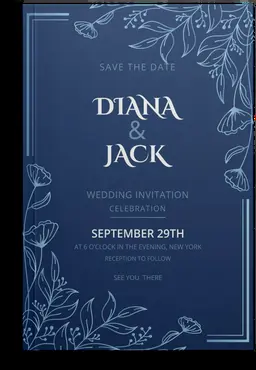 SAVE THE DATE
DIANA
&
JACK
WEDDING INVITATION
CELEBRATION
SEPTEMBER 29TH
AT 6 O'CLOCK IN THE EVENING, NEW YORK
RECEPTION TO FOLLOW
SEE YOU THERE